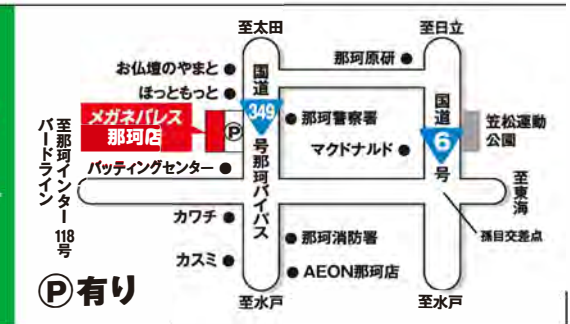 至太田
至日立
お仏壇のやまと
那珂原研
ほっともっと
国道349号那珂バイパス
国道6号
メガネパレス
那珂店
P
那珂警察署
笠松運動
公園
マクドナルド
バッティングセンター
至那珂インター118号
バードライン
至東海
カワチ
那珂消防署
孫目交差点
カスミ
AEON那珂店
P有り
至水戸
至水戸